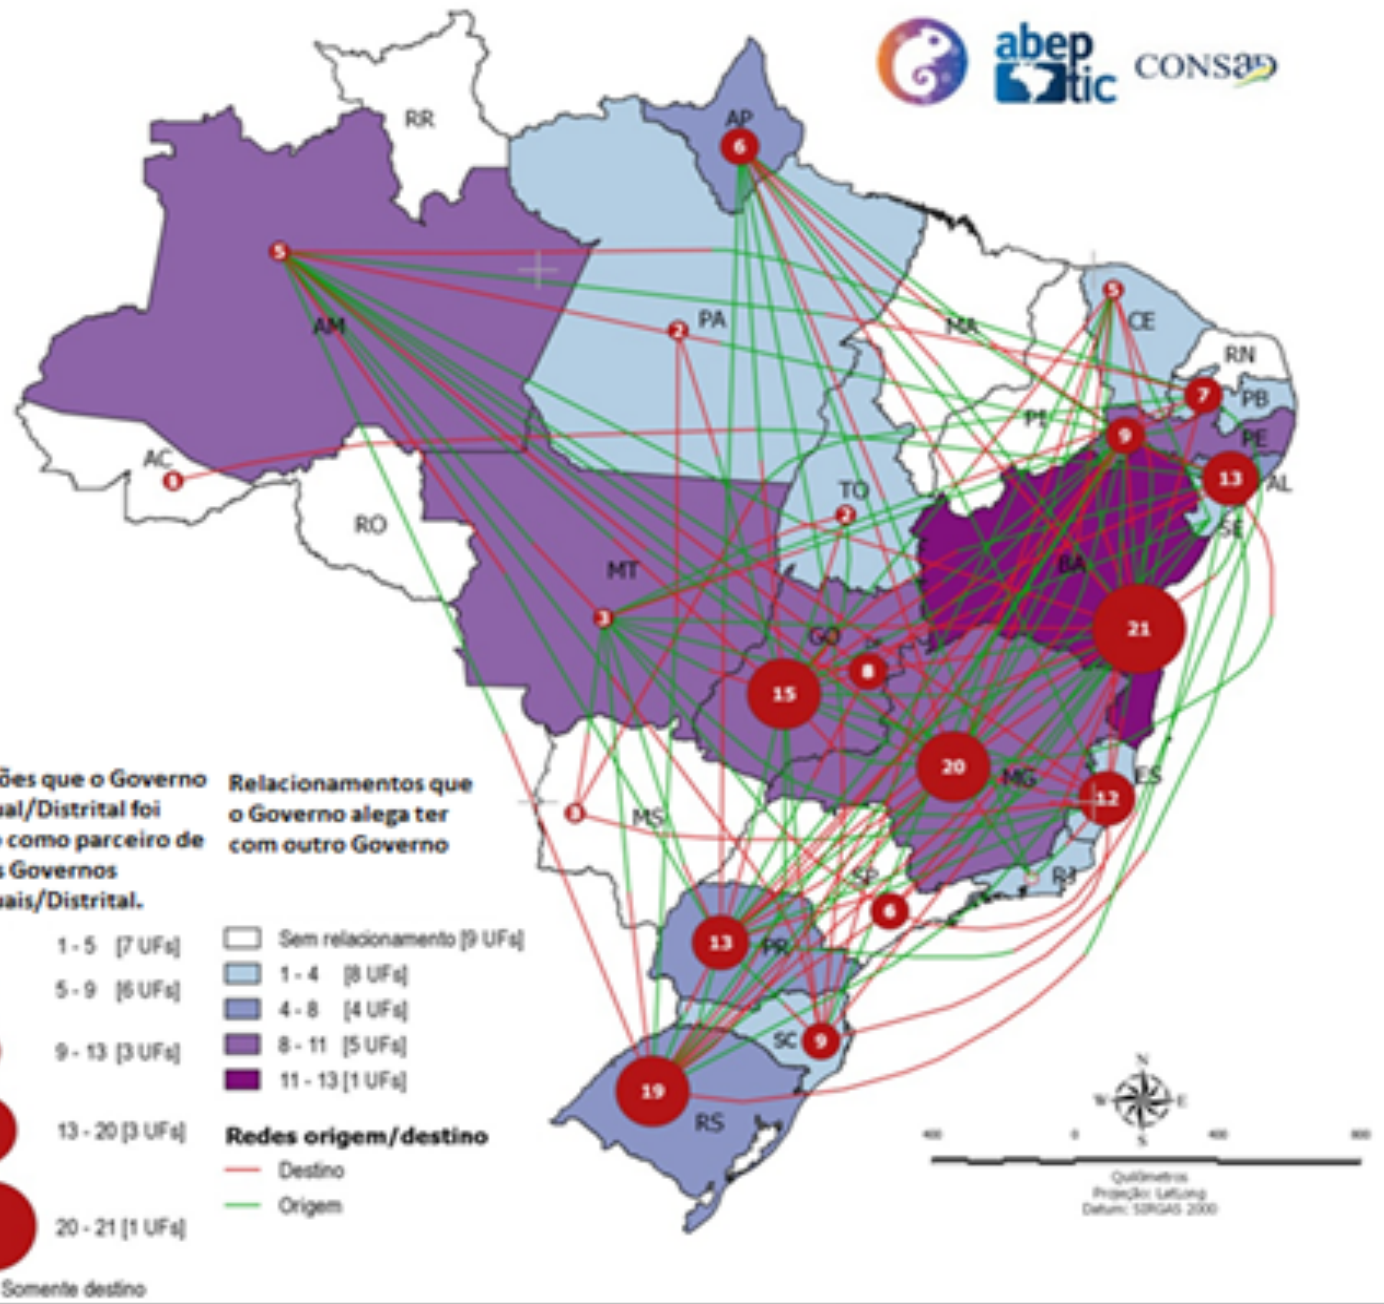 abep
tic
CONSAD
RR
AP
6
5
AM
PA
2
MA
5
CE
RN
7
PB
PI
9
PE
13
AL
AC
TO
2
SE
RO
BA
MT
3
GO
21
8
15
20
MG
ES
12
3
MS
SP
RJ
6
13
PR
SC
9
19
RS
ões que o Governo
ual/Distrital foi
o como parceiro de
s Governos
uais/Distrital.
1 - 5 [7 UFs]
5 - 9 [6 UFs]
9 - 13 [3 UFs]
13 - 20 [3 UFs]
20 - 21 [1 UFs]
Somente destino
Relacionamentos que
o Governo alega ter
com outro Governo
Sem relacionamento [9 UFs]
1 - 4 [8 UFs]
4 - 8 [4 UFs]
8 - 11 [5 UFs]
11 - 13 [1 UFs]
Redes origem/destino
Destino
Origem
N
W E
S
400 0 400 800
Quilômetros
Projeção: LatLong
Datum: SIRGAS 2000